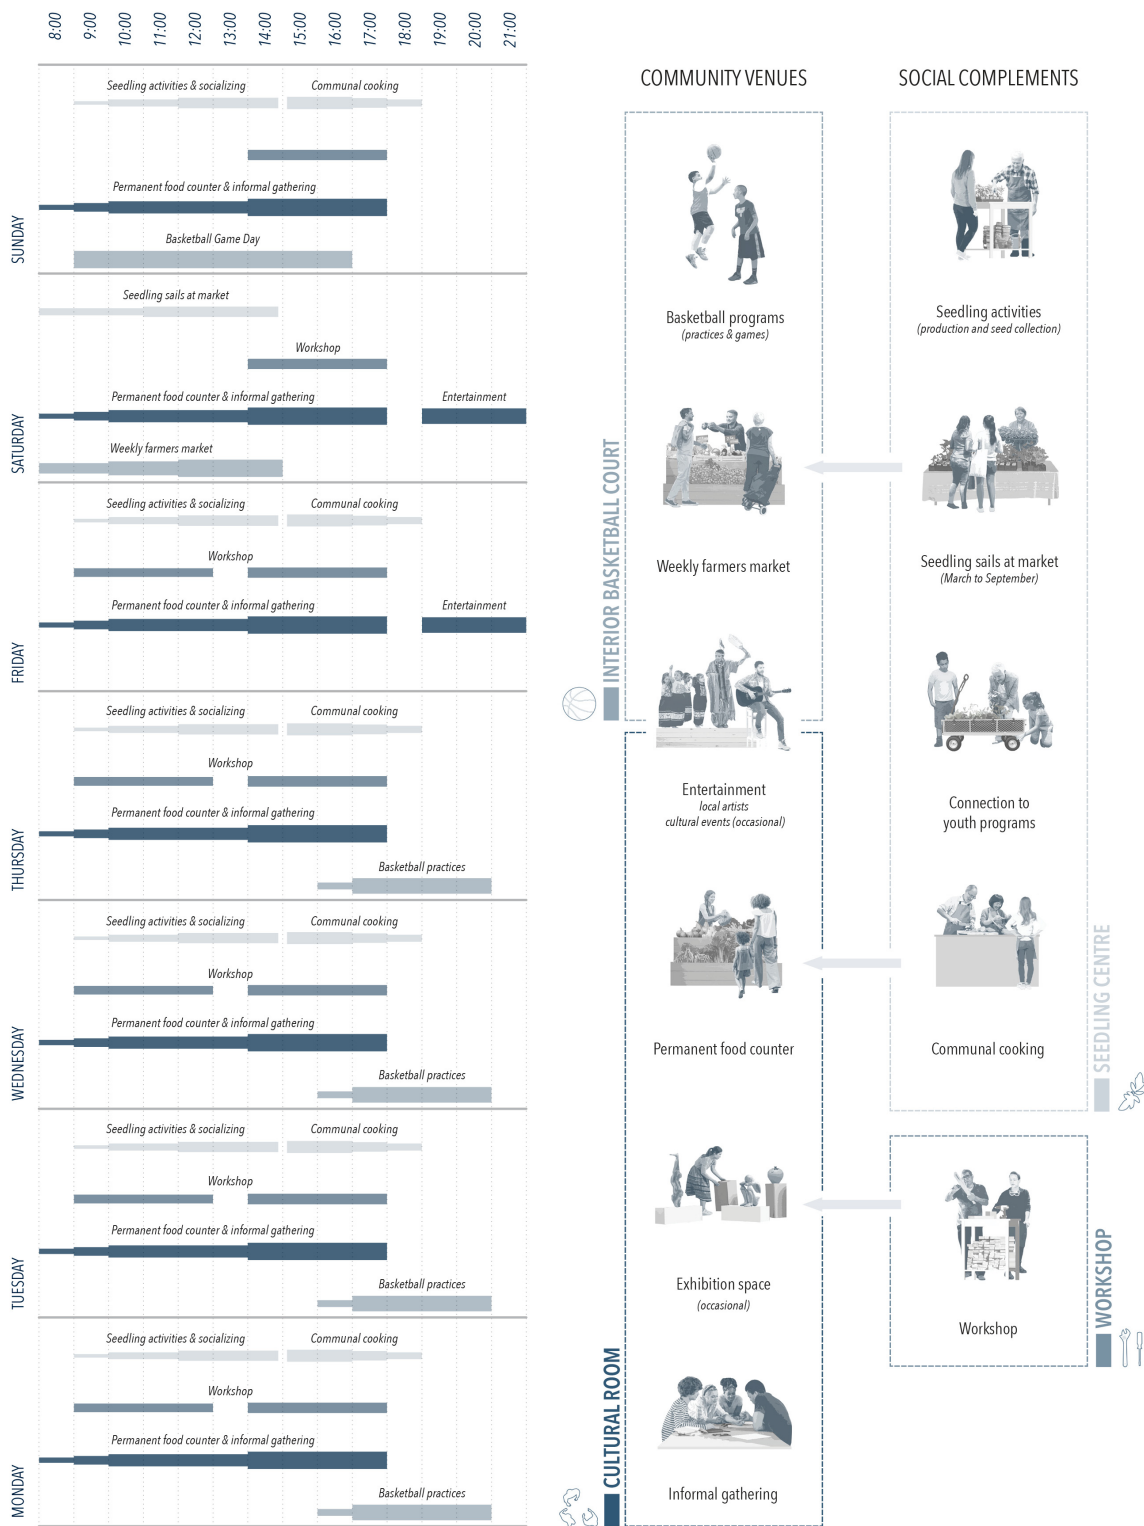 8:00
9:00
10:00
11:00
12:00
13:00
14:00
15:00
16:00
17:00
18:00
19:00
20:00
21:00
SUNDAY
Seedling activities & socializing
Communal cooking
Permanent food counter & informal gathering
Basketball Game Day
SATURDAY
Seedling sails at market
Workshop
Permanent food counter & informal gathering
Entertainment
Weekly farmers market
FRIDAY
Seedling activities & socializing
Communal cooking
Workshop
Permanent food counter & informal gathering
Entertainment
THURSDAY
Seedling activities & socializing
Communal cooking
Workshop
Permanent food counter & informal gathering
Basketball practices
WEDNESDAY
Seedling activities & socializing
Communal cooking
Workshop
Permanent food counter & informal gathering
Basketball practices
TUESDAY
Seedling activities & socializing
Communal cooking
Workshop
Permanent food counter & informal gathering
Basketball practices
MONDAY
Seedling activities & socializing
Communal cooking
Workshop
Permanent food counter & informal gathering
Basketball practices
COMMUNITY VENUES
INTERIOR BASKETBALL COURT
Basketball programs
(practices & games)
Weekly farmers market
Entertainment
local artists
cultural events (occasional)
CULTURAL ROOM
Permanent food counter
Exhibition space
(occasional)
Informal gathering
SOCIAL COMPLEMENTS
SEEDLING CENTRE
Seedling activities
(production and seed collection)
Seedling sails at market
(March to September)
Connection to
youth programs
Communal cooking
WORKSHOP
Workshop